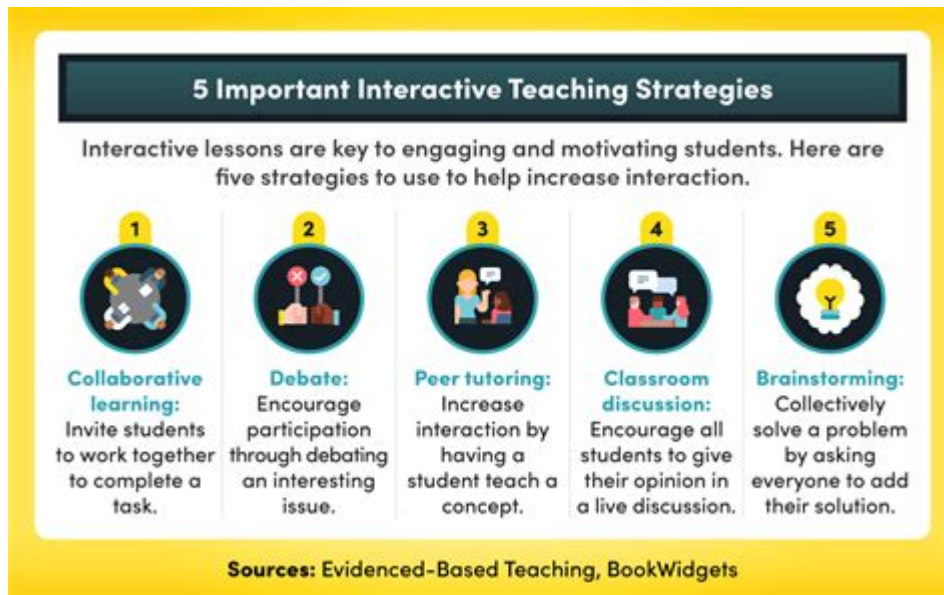 5 Important Interactive Teaching Strategies
Interactive lessons are key to engaging and motivating students. Here are
five strategies to use to help increase interaction.
1
Collaborative
learning:
Invite students
to work together
to complete a
task.
2
Debate:
Encourage
participation
through debating
an interesting
issue.
3
Peer tutoring:
Increase
interaction by
having a
student teach a
concept.
4
Classroom
discussion:
Encourage all
students to give
their opinion in
a live discussion.
5
Brainstorming:
Collectively
solve a problem
by asking
everyone to add
their solution.
Sources: Evidenced-Based Teaching, BookWidgets